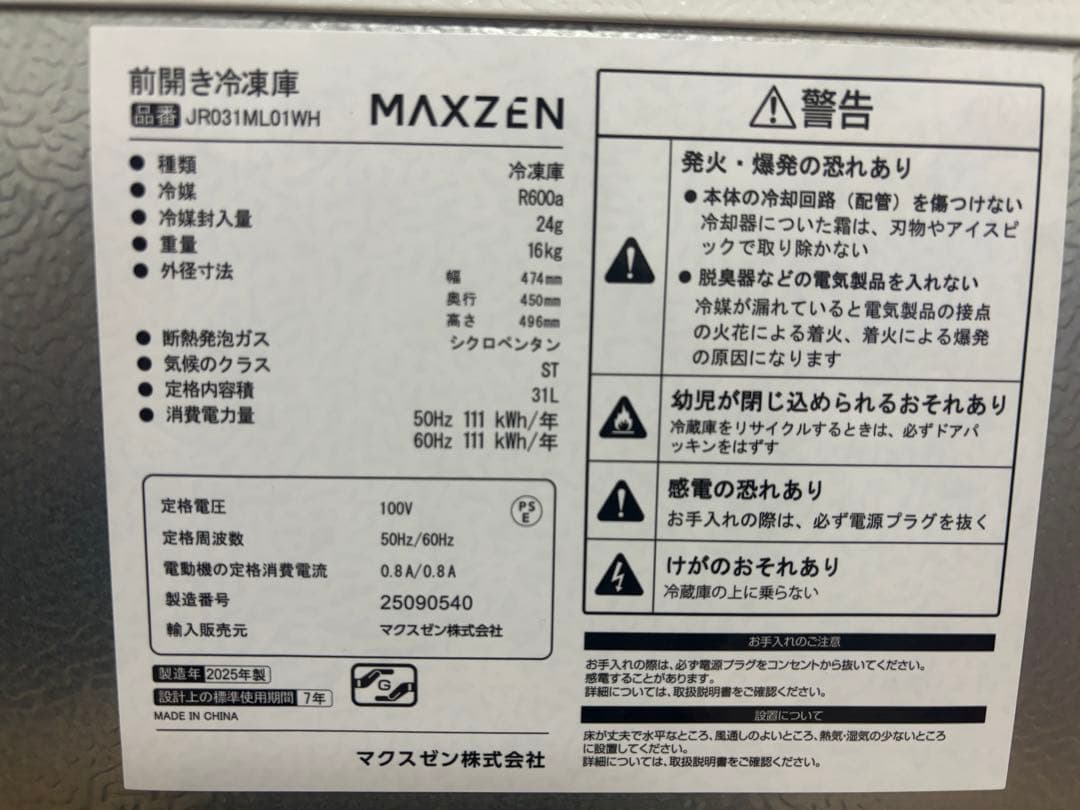 前開き冷凍庫
品番 JR031ML01WH
MAXZEN
● 種類 冷凍庫
● 冷媒 R600a
● 冷媒封入量 24g
● 重量 16kg
● 外径寸法 幅 474mm
奥行 450mm
高さ 496mm
● 断熱発泡ガス シクロペンタン
● 気候のクラス ST
● 定格内容積 31L
● 消費電力量 50Hz 111 kWh/年
60Hz 111 kWh/年
定格電圧 100V
PS
E
定格周波数 50Hz/60Hz
電動機の定格消費電流 0.8A/0.8A
製造番号 25090540
輸入販売元 マクスゼン株式会社
製造年 2025年製
設計上の標準使用期間 7年
MADE IN CHINA
G
マクスゼン株式会社
警告
発火・爆発の恐れあり
● 本体の冷却回路（配管）を傷つけない
冷却器についた霜は、刃物やアイスピ
ックで取り除かない
● 脱臭器などの電気製品を入れない
冷媒が漏れていると電気製品の接点
の火花による着火、着火による爆発
の原因になります
幼児が閉じ込められるおそれあり
冷蔵庫をリサイクルするときは、必ずドアパ
ッキンをはずす
感電の恐れあり
お手入れの際は、必ず電源プラグを抜く
けがのおそれあり
冷蔵庫の上に乗らない
お手入れのご注意
お手入れの際は、必ず電源プラグをコンセントから抜いてください。
感電することがあります。
詳細については、取扱説明書をご確認ください。
設置について
床が丈夫で水平なところ、風通しのよいところ、熱気・湿気の少ないところ
に設置してください。
詳細については、取扱説明書をご確認ください。